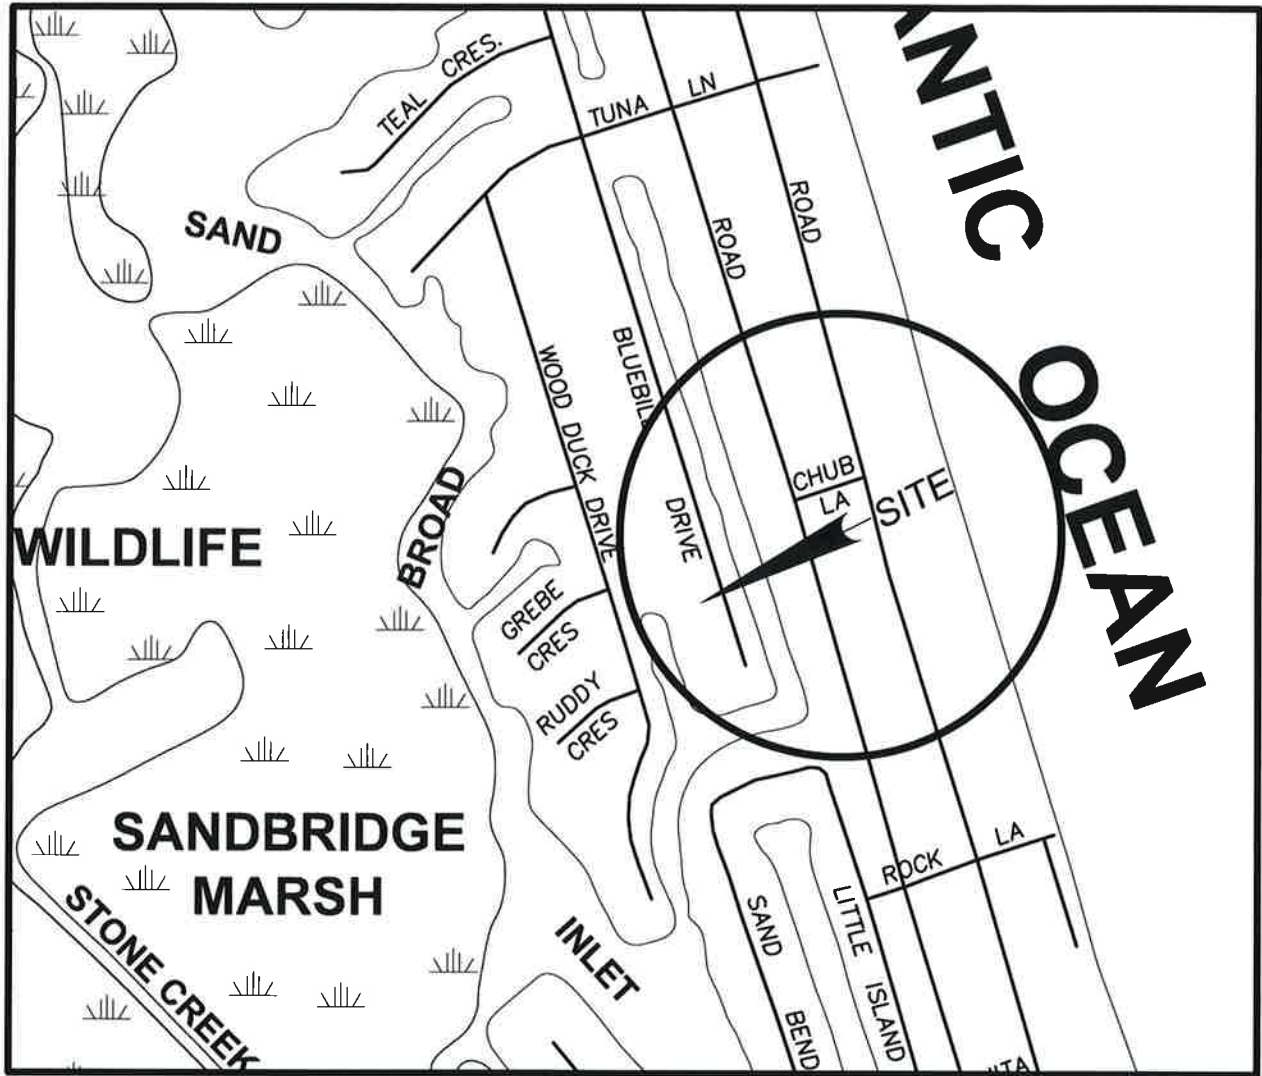 ANTIC
OCEAN
TEAL CRES.
TUNA LN
SAND
ROAD
ROAD
WOOD DUCK DRIVE
BLUEBIL
DRIVE
CHUB
LA
SITE
BROAD
WILDLIFE
GREBE
CRES
RUDDY
CRES
SANDBRIDGE
MARSH
STONE CREEK
INLET
ROCK LA
SAND
BEND
LITTLE
ISLAND